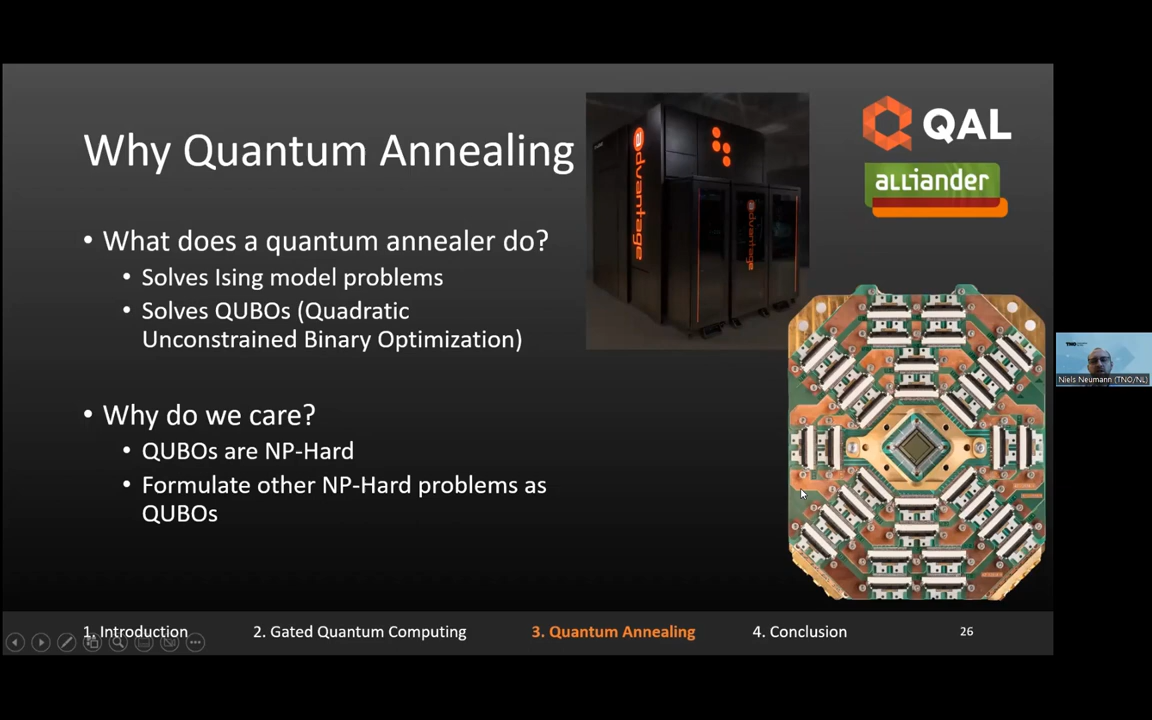 Why Quantum Annealing
• What does a quantum annealer do?
• Solves Ising model problems
• Solves QUBOs (Quadratic
Unconstrained Binary Optimization)
• Why do we care?
• QUBOs are NP-Hard
• Formulate other NP-Hard problems as
QUBOs
advantage
advantage
QAL
alliander
TNO
Niels Neumann (TNO/NL)
1. Introduction
2. Gated Quantum Computing
3. Quantum Annealing
4. Conclusion
26